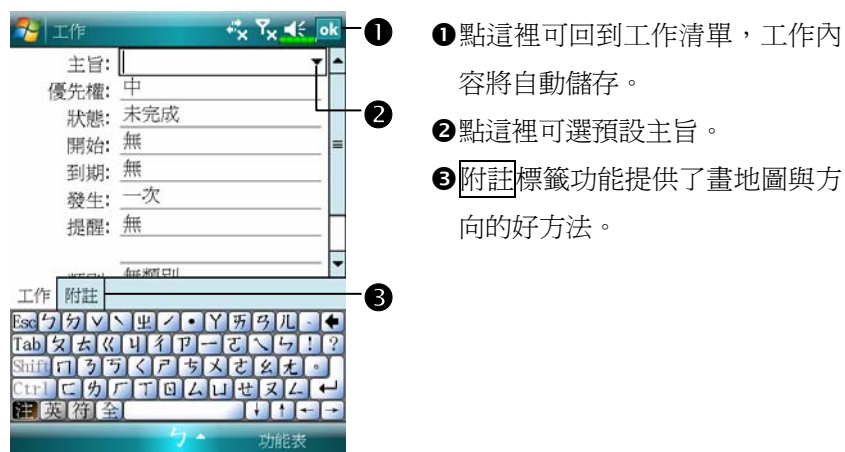 工作 ok
主旨:
優先權: 中
狀態: 未完成
開始: 無
到期: 無
發生: 一次
提醒: 無
類別: 無類別
工作 附註
Esc ㄅ ㄉ ˇ ˋ ㄓ ˊ ˙ ㄚ ㄞ ㄢ ㄦ
Tab ㄆ ㄊ ㄍ ㄐ ㄔ ㄗ ㄧ ㄛ ㄟ ㄣ ! ?
Shift ㄇ ㄋ ㄎ ㄑ ㄕ ㄘ ㄨ ㄜ ㄠ ㄤ 。
Ctrl ㄈ ㄌ ㄏ ㄒ ㄖ ㄙ ㄩ ㄝ ㄡ ㄥ ↵
注 英 符 全 ↓ ↑ ← →
ㄅ 功能表
❶
❷
❸
❶點這裡可回到工作清單,工作內
容將自動儲存。
❷點這裡可選預設主旨。
❸附註標籤功能提供了畫地圖與方
向的好方法。